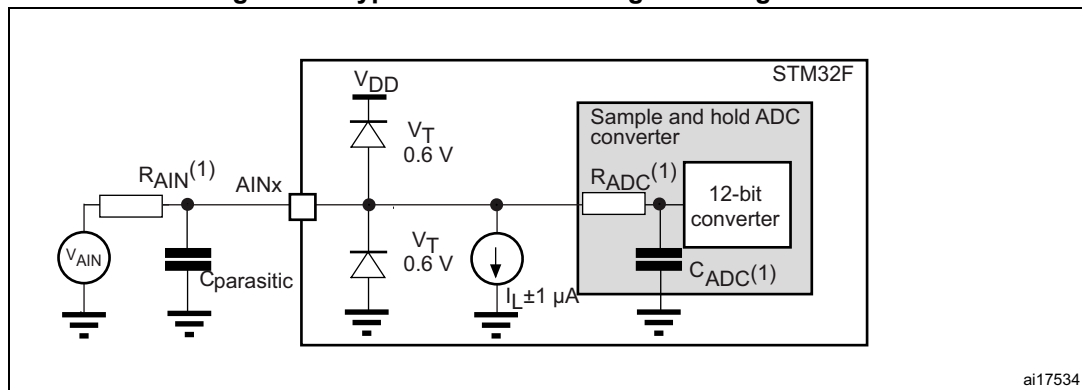 STM32F
VDD
Sample and hold ADC
converter
VT
0.6 V
RAIN(1)
AINx
RADC(1)
12-bit
converter
VAIN
Cparasitic
VT
0.6 V
IL±1 µA
CADC(1)
ai17534